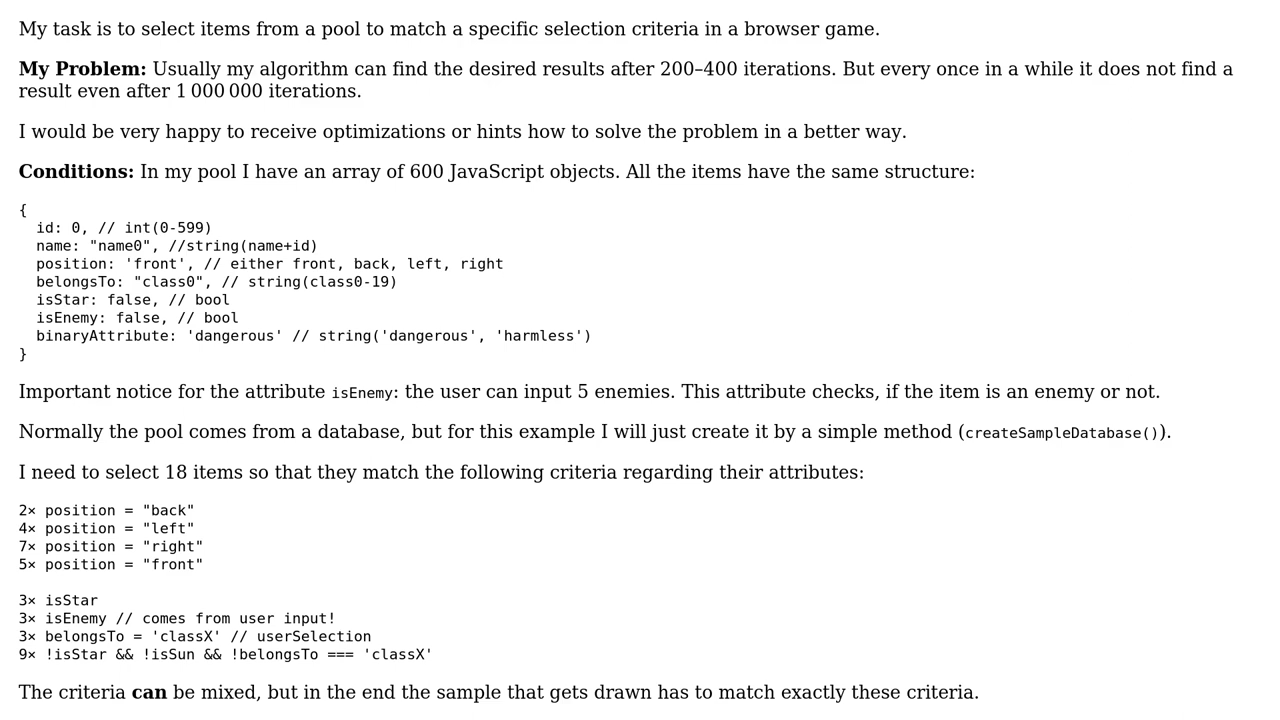 My task is to select items from a pool to match a specific selection criteria in a browser game.
My Problem: Usually my algorithm can find the desired results after 200–400 iterations. But every once in a while it does not find a
result even after 1 000 000 iterations.
I would be very happy to receive optimizations or hints how to solve the problem in a better way.
Conditions: In my pool I have an array of 600 JavaScript objects. All the items have the same structure:
{
  id: 0, // int(0-599)
  name: "name0", //string(name+id)
  position: 'front', // either front, back, left, right
  belongsTo: "class0", // string(class0-19)
  isStar: false, // bool
  isEnemy: false, // bool
  binaryAttribute: 'dangerous' // string('dangerous', 'harmless')
}
Important notice for the attribute isEnemy: the user can input 5 enemies. This attribute checks, if the item is an enemy or not.
Normally the pool comes from a database, but for this example I will just create it by a simple method (createSampleDatabase()).
I need to select 18 items so that they match the following criteria regarding their attributes:
2× position = "back"
4× position = "left"
7× position = "right"
5× position = "front"
3× isStar
3× isEnemy // comes from user input!
3× belongsTo = 'classX' // userSelection
9× !isStar && !isSun && !belongsTo === 'classX'
The criteria can be mixed, but in the end the sample that gets drawn has to match exactly these criteria.